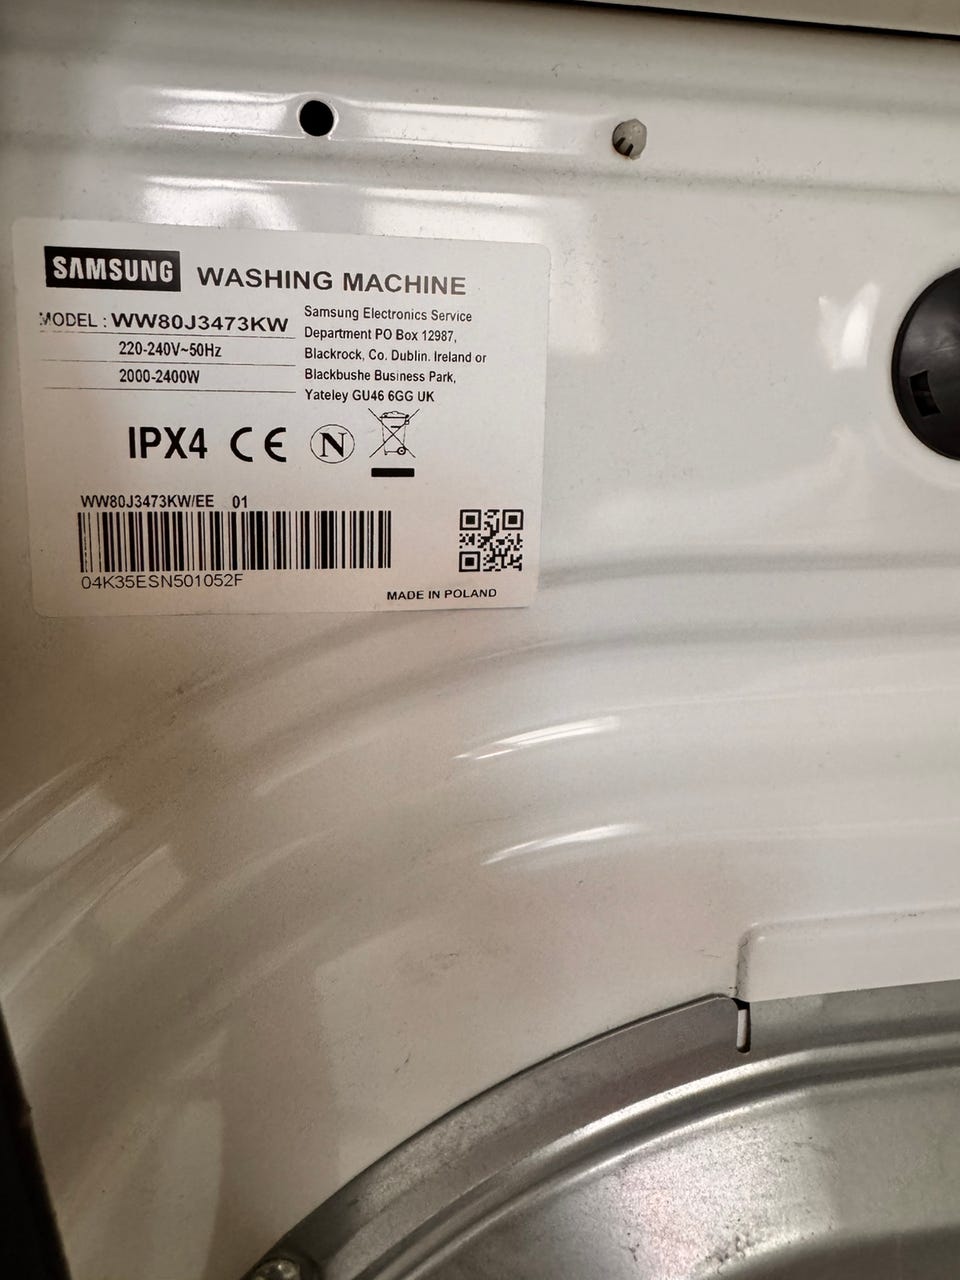 SAMSUNG WASHING MACHINE
MODEL : WW80J3473KW
220-240V~50Hz
2000-2400W
Samsung Electronics Service
Department PO Box 12987,
Blackrock, Co. Dublin. Ireland or
Blackbushe Business Park,
Yateley GU46 6GG UK
IPX4 CE N
WW80J3473KW/EE 01
04K35ESN501052F
MADE IN POLAND